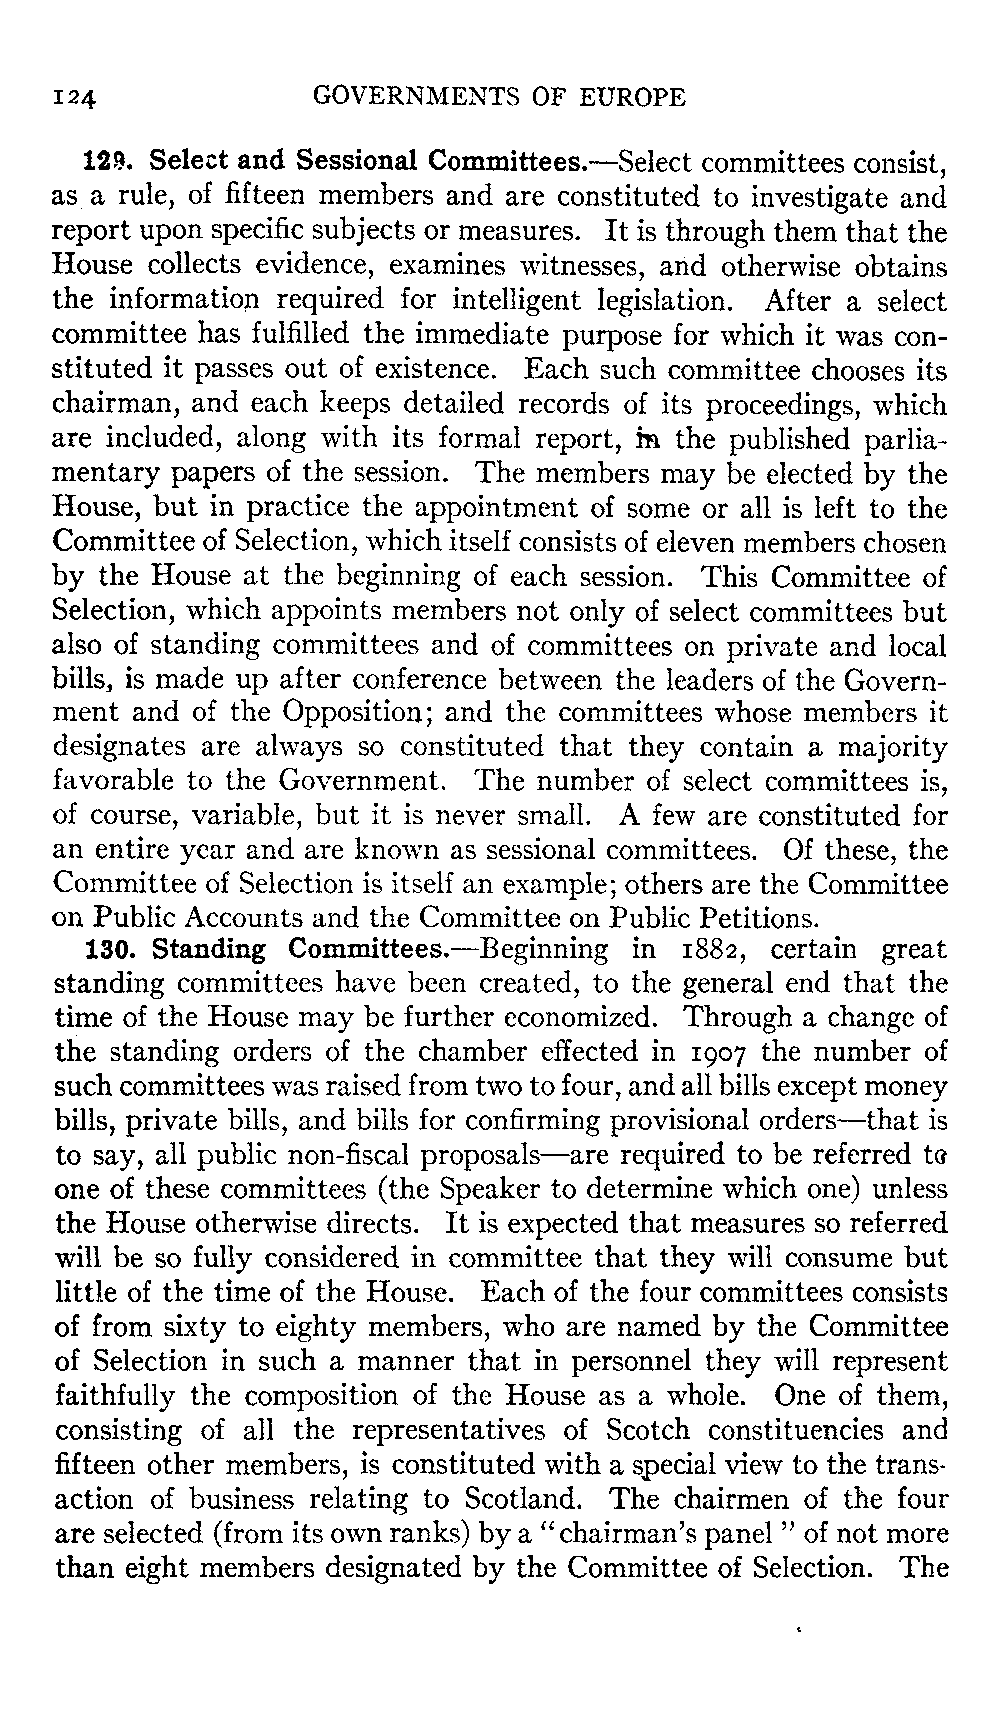 124 GOVERNMENTS OF EUROPE
129. Select and Sessional Committees.—Select committees consist,
as a rule, of fifteen members and are constituted to investigate and
report upon specific subjects or measures. It is through them that the
House collects evidence, examines witnesses, and otherwise obtains
the information required for intelligent legislation. After a select
committee has fulfilled the immediate purpose for which it was con-
stituted it passes out of existence. Each such committee chooses its
chairman, and each keeps detailed records of its proceedings, which
are included, along with its formal report, in the published parlia-
mentary papers of the session. The members may be elected by the
House, but in practice the appointment of some or all is left to the
Committee of Selection, which itself consists of eleven members chosen
by the House at the beginning of each session. This Committee of
Selection, which appoints members not only of select committees but
also of standing committees and of committees on private and local
bills, is made up after conference between the leaders of the Govern-
ment and of the Opposition; and the committees whose members it
designates are always so constituted that they contain a majority
favorable to the Government. The number of select committees is,
of course, variable, but it is never small. A few are constituted for
an entire year and are known as sessional committees. Of these, the
Committee of Selection is itself an example; others are the Committee
on Public Accounts and the Committee on Public Petitions.
130. Standing Committees.—Beginning in 1882, certain great
standing committees have been created, to the general end that the
time of the House may be further economized. Through a change of
the standing orders of the chamber effected in 1907 the number of
such committees was raised from two to four, and all bills except money
bills, private bills, and bills for confirming provisional orders—that is
to say, all public non-fiscal proposals—are required to be referred to
one of these committees (the Speaker to determine which one) unless
the House otherwise directs. It is expected that measures so referred
will be so fully considered in committee that they will consume but
little of the time of the House. Each of the four committees consists
of from sixty to eighty members, who are named by the Committee
of Selection in such a manner that in personnel they will represent
faithfully the composition of the House as a whole. One of them,
consisting of all the representatives of Scotch constituencies and
fifteen other members, is constituted with a special view to the trans-
action of business relating to Scotland. The chairmen of the four
are selected (from its own ranks) by a "chairman's panel" of not more
than eight members designated by the Committee of Selection. The